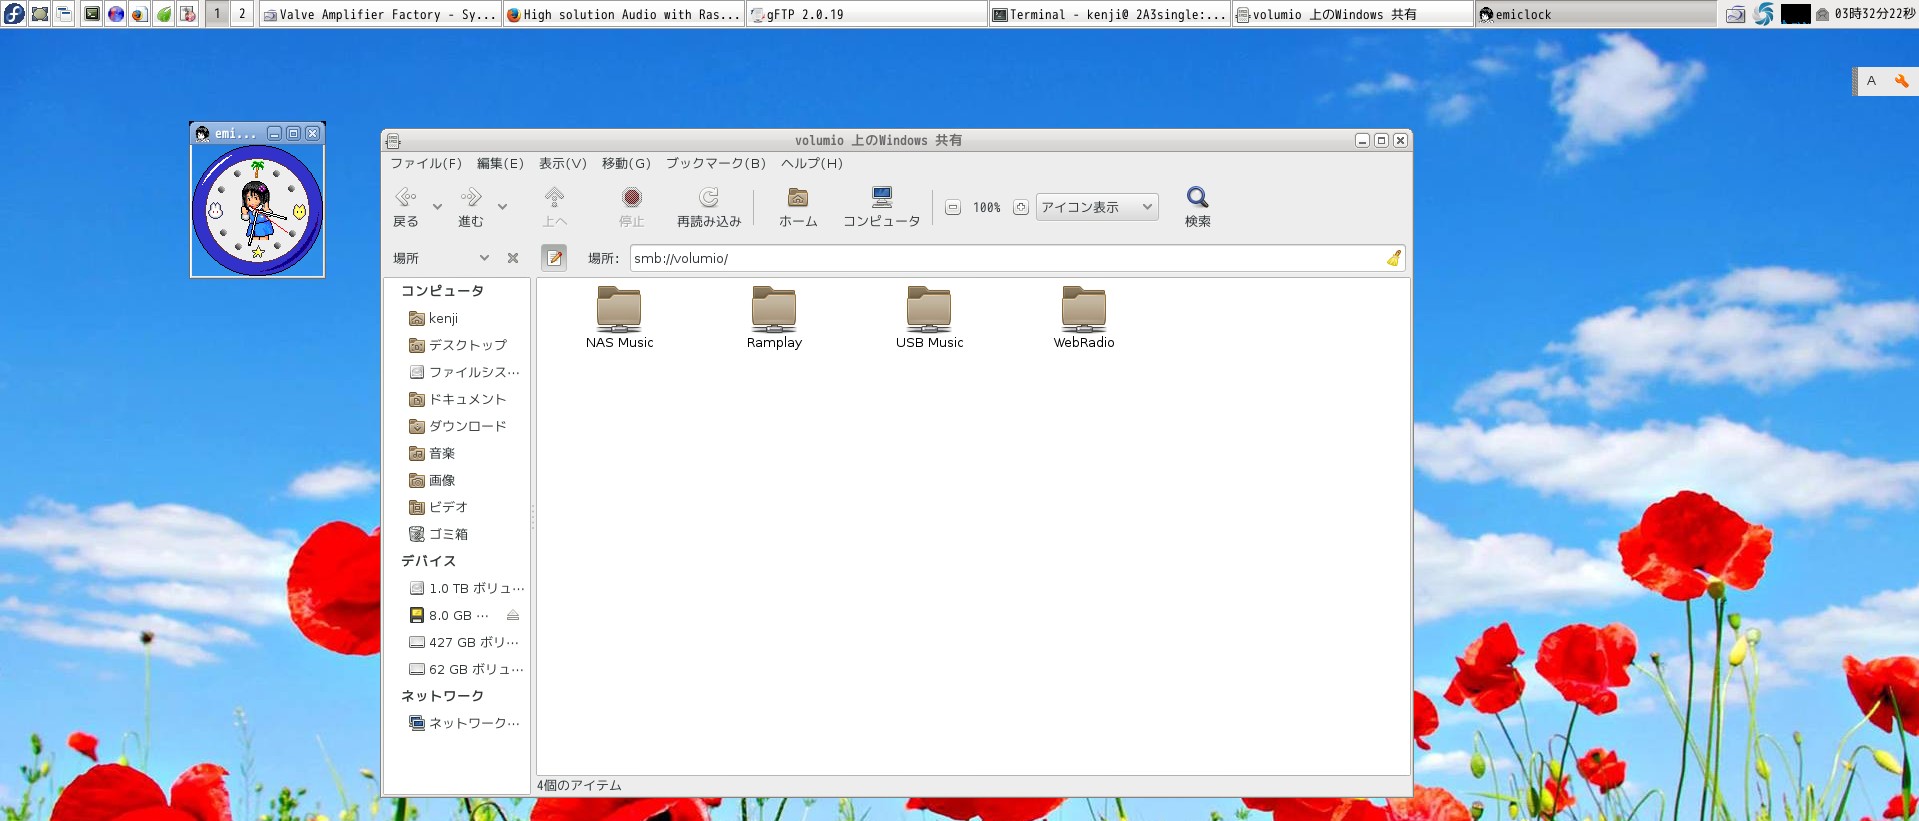 1
2
Valve Amplifier Factory - Sy...
High solution Audio with Ras...
gFTP 2.0.19
Terminal - kenji@ 2A3single:...
volumio 上のWindows 共有
emiclock
03時32分22秒
A
emi...
volumio 上のWindows 共有
ファイル(F) 編集(E) 表示(V) 移動(G) ブックマーク(B) ヘルプ(H)
戻る 進む 上へ 停止 再読み込み ホーム コンピュータ 100% アイコン表示 検索
場所 場所: smb://volumio/
コンピュータ
kenji
デスクトップ
ファイルシス…
ドキュメント
ダウンロード
音楽
画像
ビデオ
ゴミ箱
デバイス
1.0 TB ボリュ…
8.0 GB …
427 GB ボリ…
62 GB ボリュ…
ネットワーク
ネットワーク…
NAS Music Ramplay USB Music WebRadio
4個のアイテム